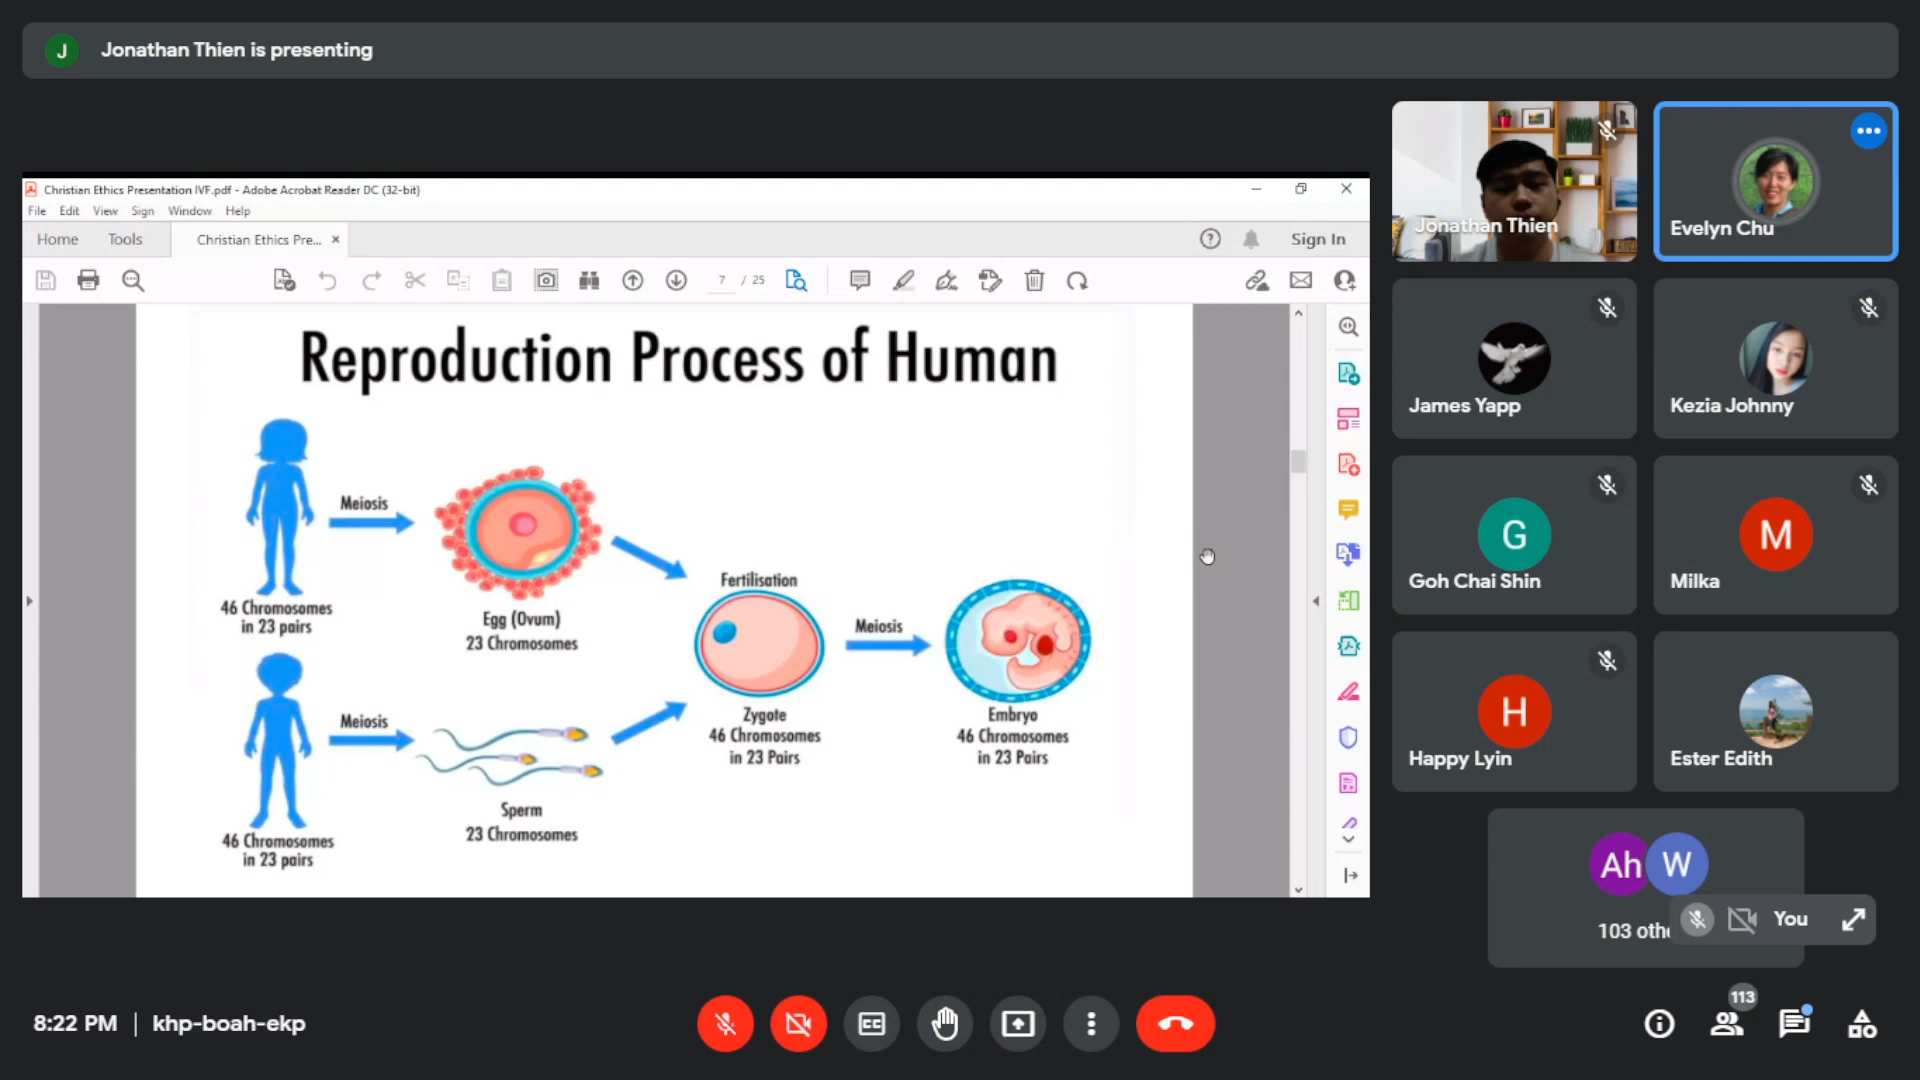 J Jonathan Thien is presenting
Christian Ethics Presentation IVF.pdf - Adobe Acrobat Reader DC (32-bit)
File Edit View Sign Window Help
Home Tools Christian Ethics Pre... × Sign In
7 / 25
Reproduction Process of Human
Meiosis
46 Chromosomes
in 23 pairs
Egg (Ovum)
23 Chromosomes
Fertilisation
Meiosis
Zygote
46 Chromosomes
in 23 Pairs
Embryo
46 Chromosomes
in 23 Pairs
Meiosis
Sperm
23 Chromosomes
46 Chromosomes
in 23 pairs
Jonathan Thien
Evelyn Chu
James Yapp
Kezia Johnny
G
Goh Chai Shin
M
Milka
H
Happy Lyin
Ester Edith
Ah W
103 othe
You
8:22 PM | khp-boah-ekp
CC
113